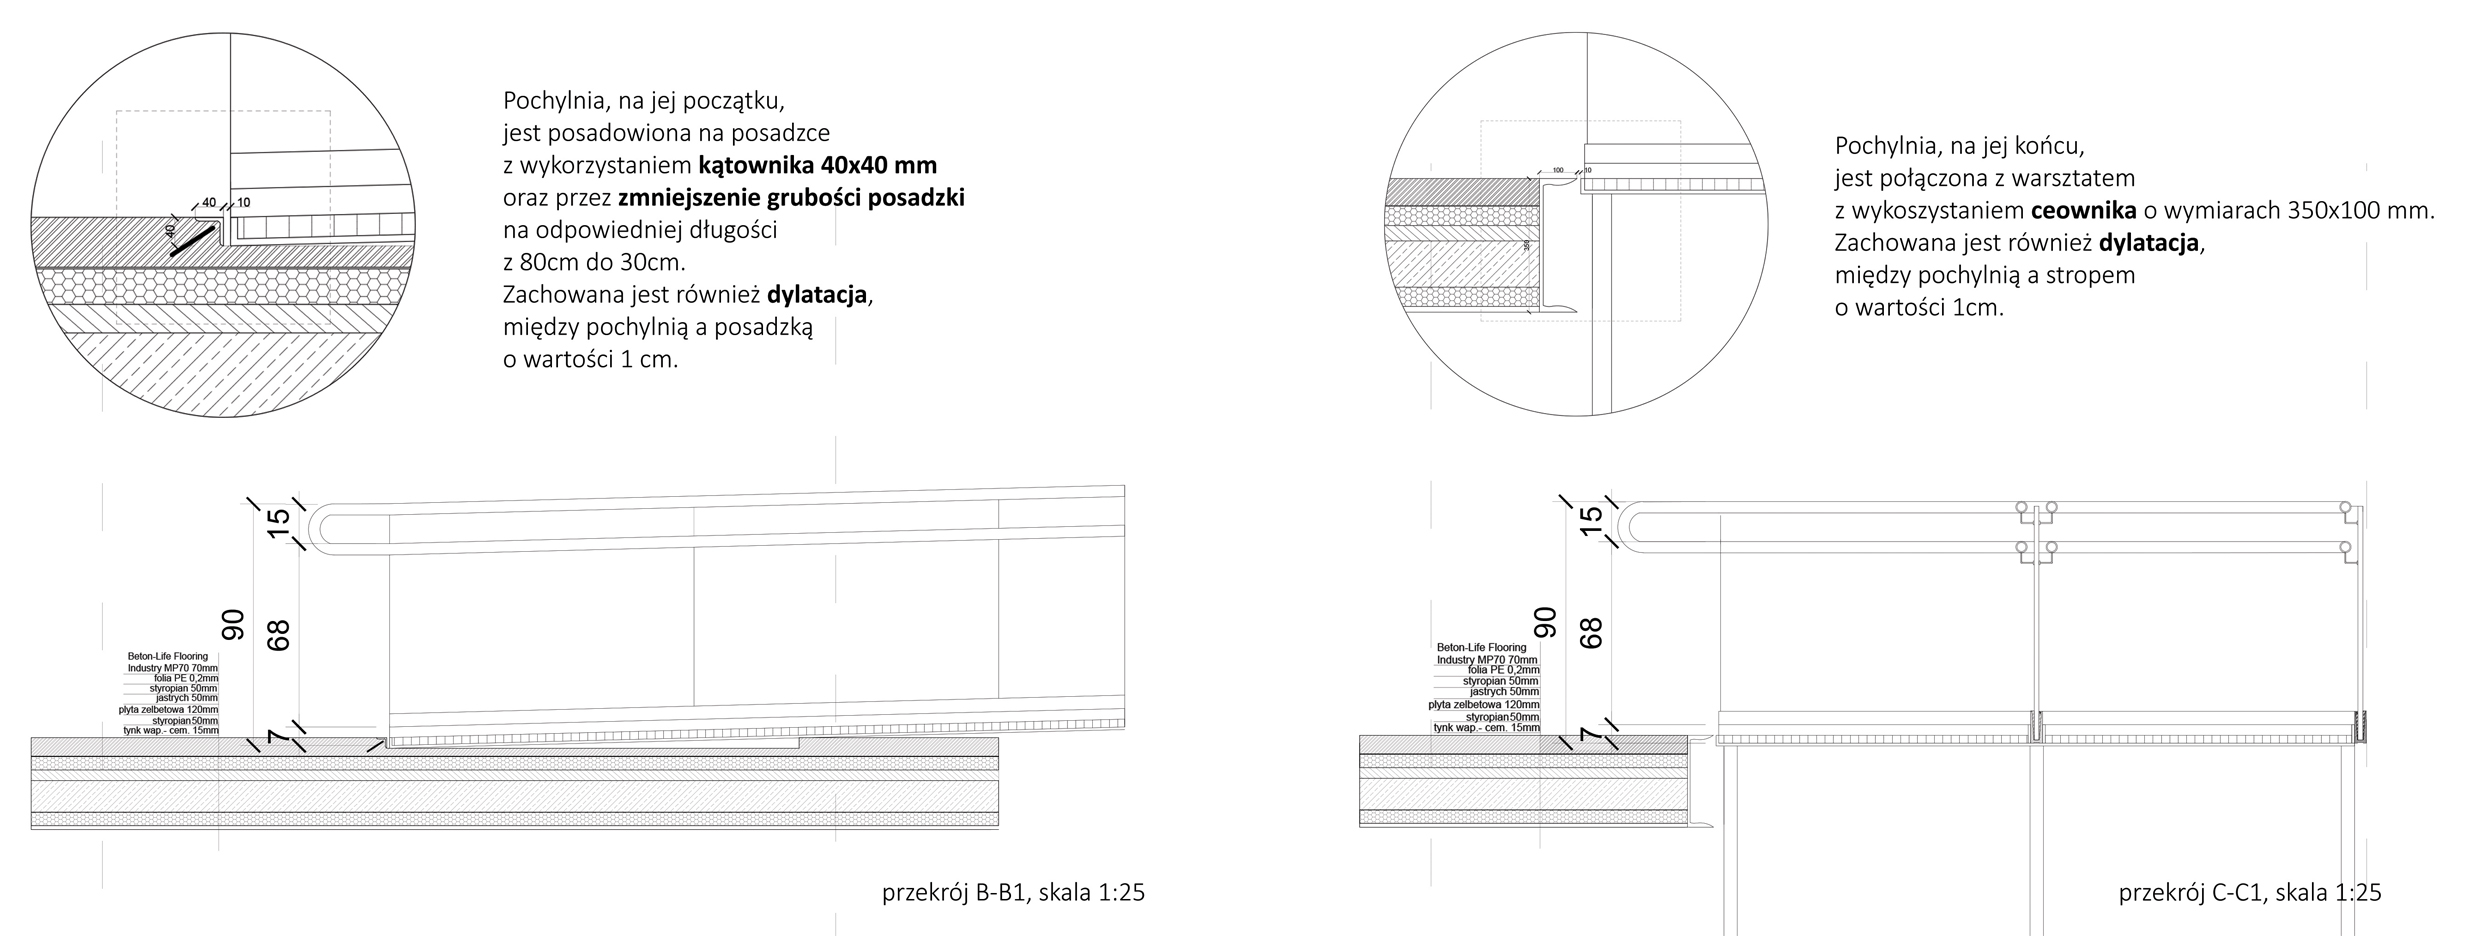 Pochylnia, na jej początku,
jest posadowiona na posadzce
z wykorzystaniem kątownika 40x40 mm
oraz przez zmniejszenie grubości posadzki
na odpowiedniej długości
z 80cm do 30cm.
Zachowana jest również dylatacja,
między pochylnią a posadzką
o wartości 1 cm.
40
10
40
15
90
68
7
Beton-Life Flooring
Industry MP70 70mm
folia PE 0,2mm
styropian 50mm
jastrych 50mm
plyta zelbetowa 120mm
styropian 50mm
tynk wap.- cem. 15mm
przekrój B-B1, skala 1:25
Pochylnia, na jej końcu,
jest połączona z warsztatem
z wykoszystaniem ceownika o wymiarach 350x100 mm.
Zachowana jest również dylatacja,
między pochylnią a stropem
o wartości 1cm.
100
10
350
15
90
68
7
Beton-Life Flooring
Industry MP70 70mm
folia PE 0,2mm
styropian 50mm
jastrych 50mm
plyta zelbetowa 120mm
styropian 50mm
tynk wap.- cem. 15mm
przekrój C-C1, skala 1:25